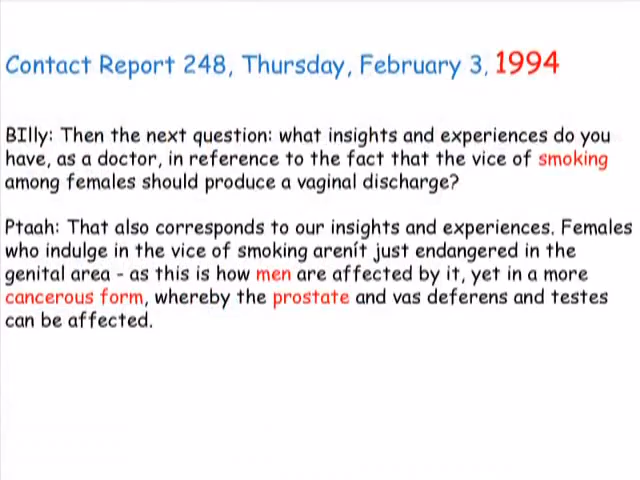 Contact Report 248, Thursday, February 3, 1994
BIlly: Then the next question: what insights and experiences do you
have, as a doctor, in reference to the fact that the vice of smoking
among females should produce a vaginal discharge?
Ptaah: That also corresponds to our insights and experiences. Females
who indulge in the vice of smoking arenít just endangered in the
genital area - as this is how men are affected by it, yet in a more
cancerous form, whereby the prostate and vas deferens and testes
can be affected.